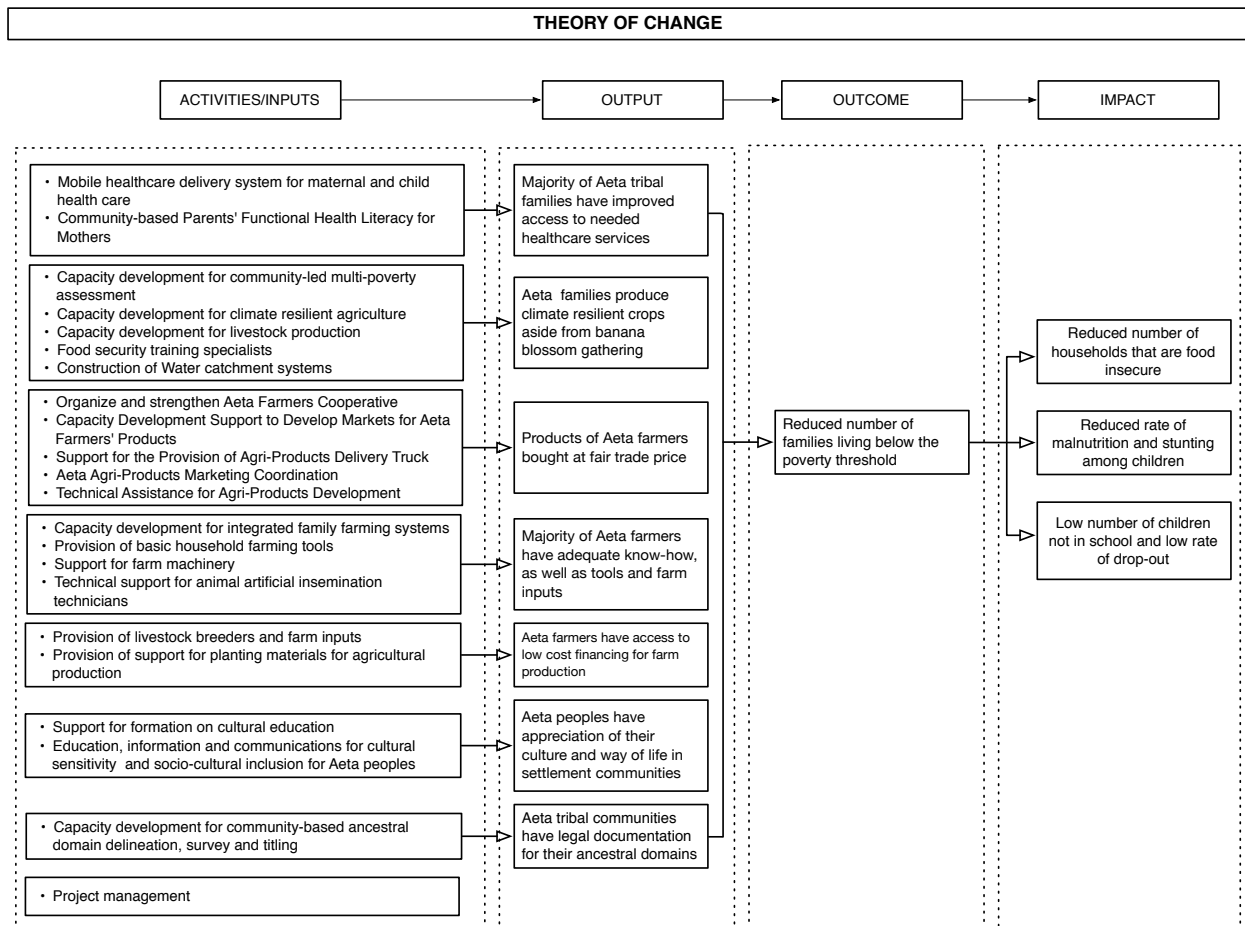 THEORY OF CHANGE
ACTIVITIES/INPUTS
OUTPUT
OUTCOME
IMPACT
• Mobile healthcare delivery system for maternal and child
health care
• Community-based Parents' Functional Health Literacy for
Mothers
Majority of Aeta tribal
families have improved
access to needed
healthcare services
• Capacity development for community-led multi-poverty
assessment
• Capacity development for climate resilient agriculture
• Capacity development for livestock production
• Food security training specialists
• Construction of Water catchment systems
Aeta families produce
climate resilient crops
aside from banana
blossom gathering
• Organize and strengthen Aeta Farmers Cooperative
• Capacity Development Support to Develop Markets for Aeta
Farmers' Products
• Support for the Provision of Agri-Products Delivery Truck
• Aeta Agri-Products Marketing Coordination
• Technical Assistance for Agri-Products Development
Products of Aeta farmers
bought at fair trade price
• Capacity development for integrated family farming systems
• Provision of basic household farming tools
• Support for farm machinery
• Technical support for animal artificial insemination
technicians
Majority of Aeta farmers
have adequate know-how,
as well as tools and farm
inputs
• Provision of livestock breeders and farm inputs
• Provision of support for planting materials for agricultural
production
Aeta farmers have access to
low cost financing for farm
production
• Support for formation on cultural education
• Education, information and communications for cultural
sensitivity and socio-cultural inclusion for Aeta peoples
Aeta peoples have
appreciation of their
culture and way of life in
settlement communities
• Capacity development for community-based ancestral
domain delineation, survey and titling
Aeta tribal communities
have legal documentation
for their ancestral domains
• Project management
Reduced number of
families living below the
poverty threshold
Reduced number of
households that are food
insecure
Reduced rate of
malnutrition and stunting
among children
Low number of children
not in school and low rate
of drop-out